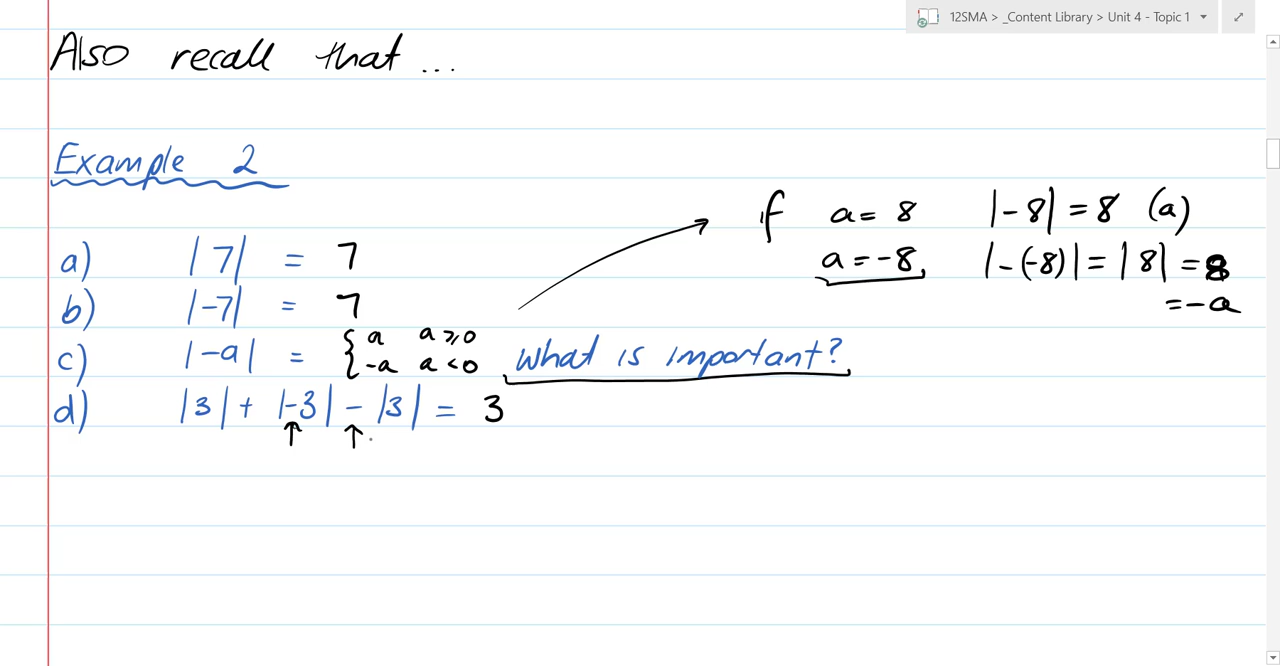 12SMA > _Content Library > Unit 4 - Topic 1
Also recall that ...
Example 2
if a = 8 |-8| = 8 (a)
a = -8, |-(-8)| = |8| = 8
= -a
a) |7| = 7
b) |-7| = 7
c) |-a| = { a a ≥ 0
-a a < 0 What is important?
d) |3| + |-3| - |3| = 3